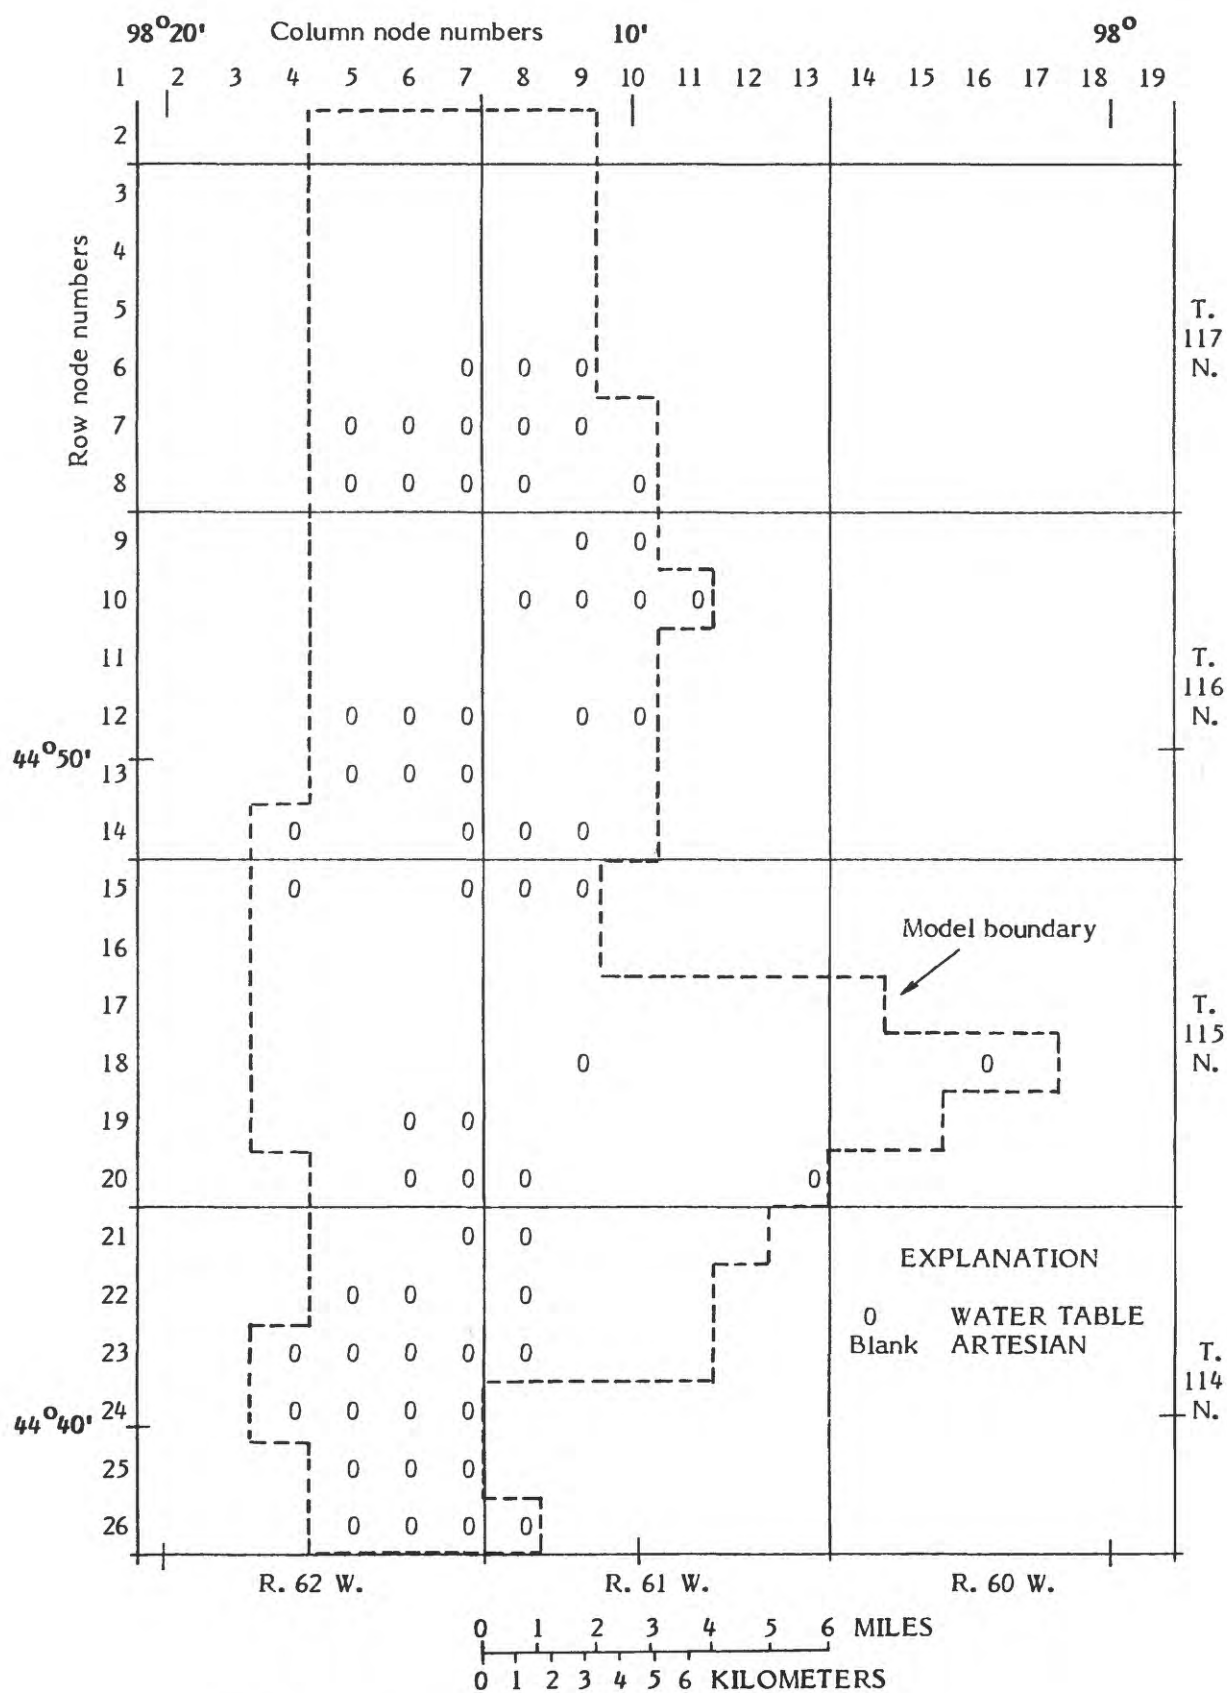 98°20' Column node numbers 10' 98°
1 2 3 4 5 6 7 8 9 10 11 12 13 14 15 16 17 18 19
Row node numbers
2
3
4
5
T.
117
N.
6 0 0 0
7 0 0 0 0 0
8 0 0 0 0 0
9 0 0
10 0 0 0 0
11
T.
116
N.
12 0 0 0 0 0
44°50'
13 0 0 0
14 0 0 0 0
15 0 0 0 0
Model boundary
16
17
T.
115
N.
18 0 0
19 0 0
20 0 0 0 0
21 0 0
EXPLANATION
22 0 0 0
0 WATER TABLE
Blank ARTESIAN
23 0 0 0 0 0
T.
114
N.
24 0 0 0 0
44°40'
25 0 0 0
26 0 0 0 0
R. 62 W. R. 61 W. R. 60 W.
0 1 2 3 4 5 6 MILES
0 1 2 3 4 5 6 KILOMETERS